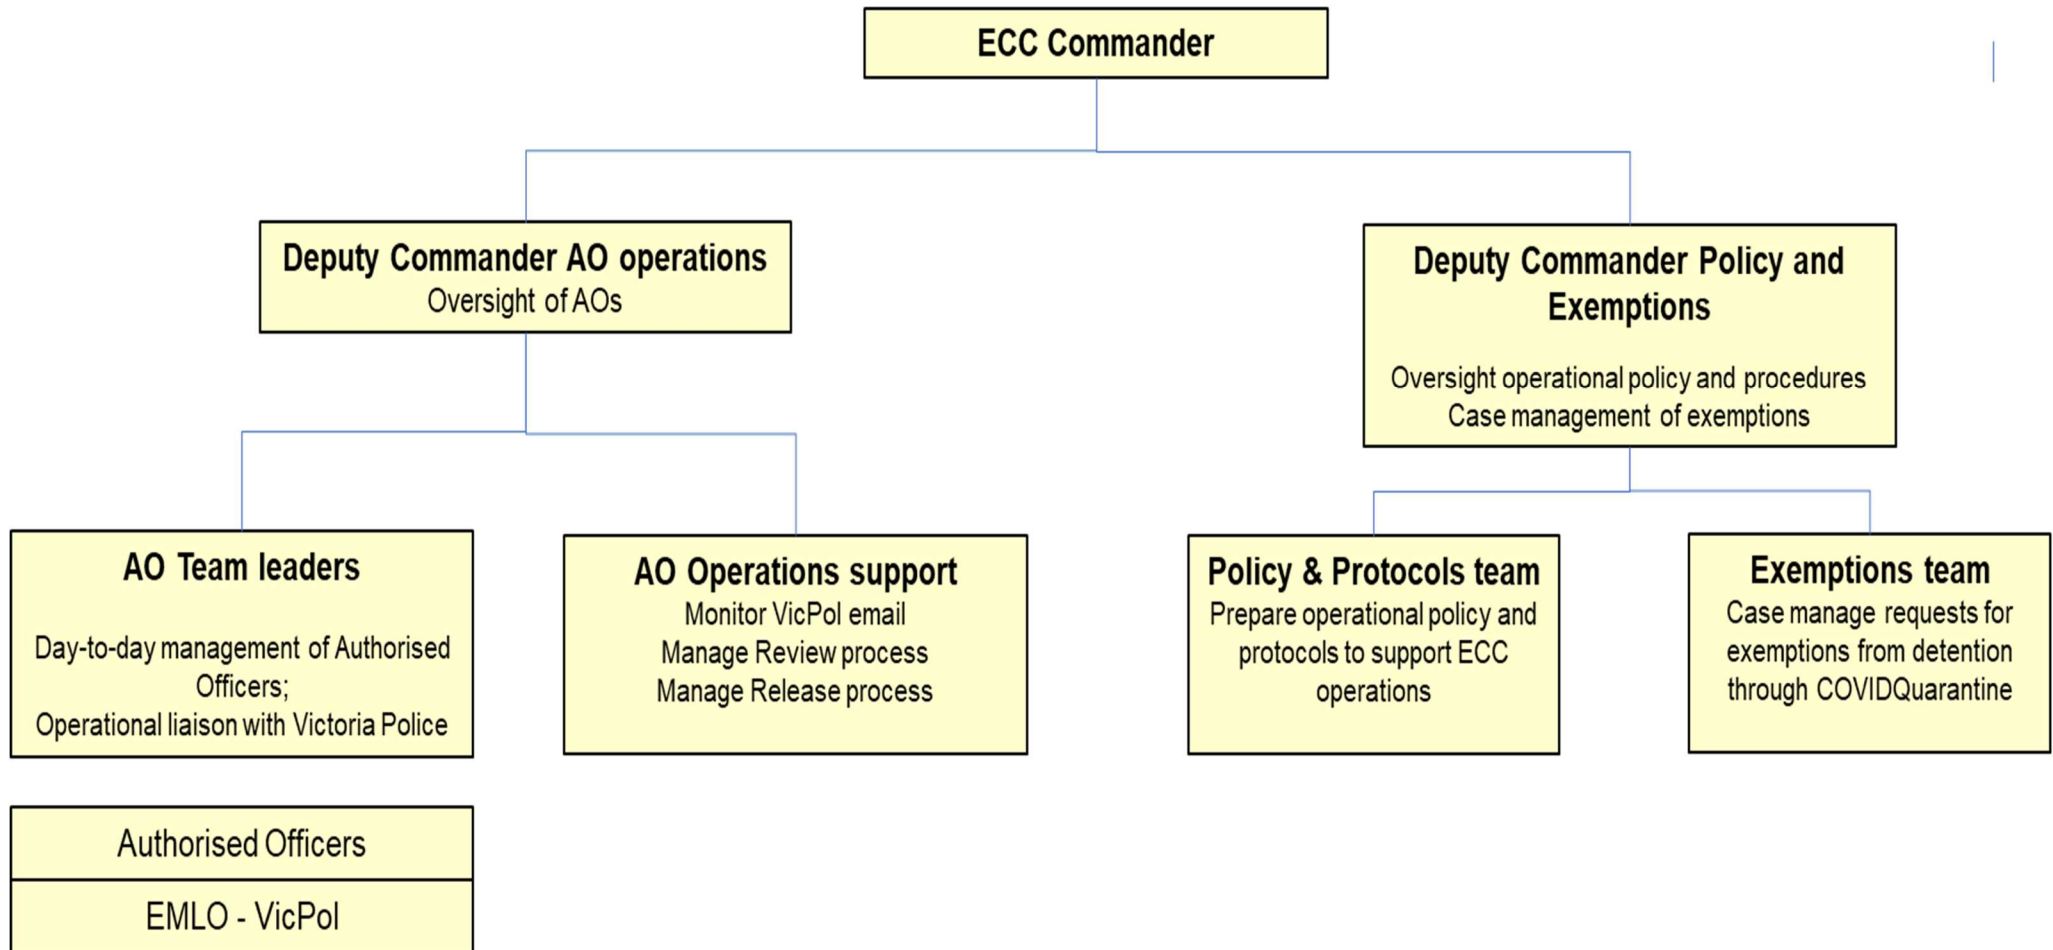 ECC Commander
Deputy Commander AO operations
Oversight of AOs
Deputy Commander Policy and
Exemptions
Oversight operational policy and procedures
Case management of exemptions
AO Team leaders
Day-to-day management of Authorised
Officers;
Operational liaison with Victoria Police
AO Operations support
Monitor VicPol email
Manage Review process
Manage Release process
Policy & Protocols team
Prepare operational policy and
protocols to support ECC
operations
Exemptions team
Case manage requests for
exemptions from detention
through COVIDQuarantine
Authorised Officers
EMLO - VicPol